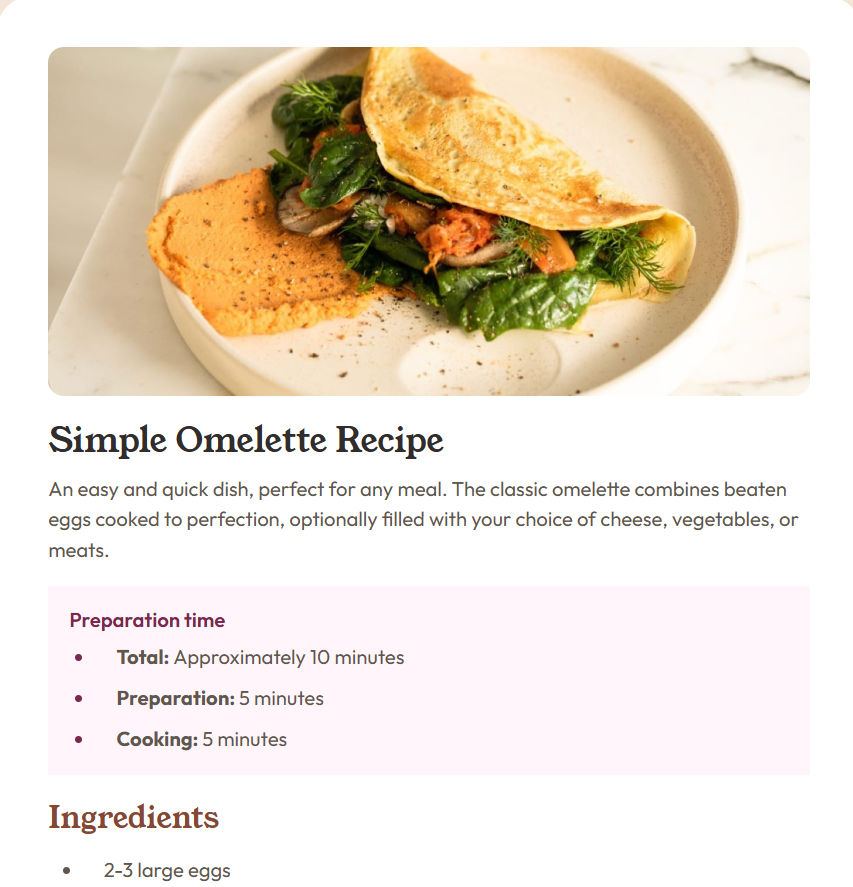 Simple Omelette Recipe
An easy and quick dish, perfect for any meal. The classic omelette combines beaten
eggs cooked to perfection, optionally filled with your choice of cheese, vegetables, or
meats.
Preparation time
• Total: Approximately 10 minutes
• Preparation: 5 minutes
• Cooking: 5 minutes
Ingredients
• 2-3 large eggs